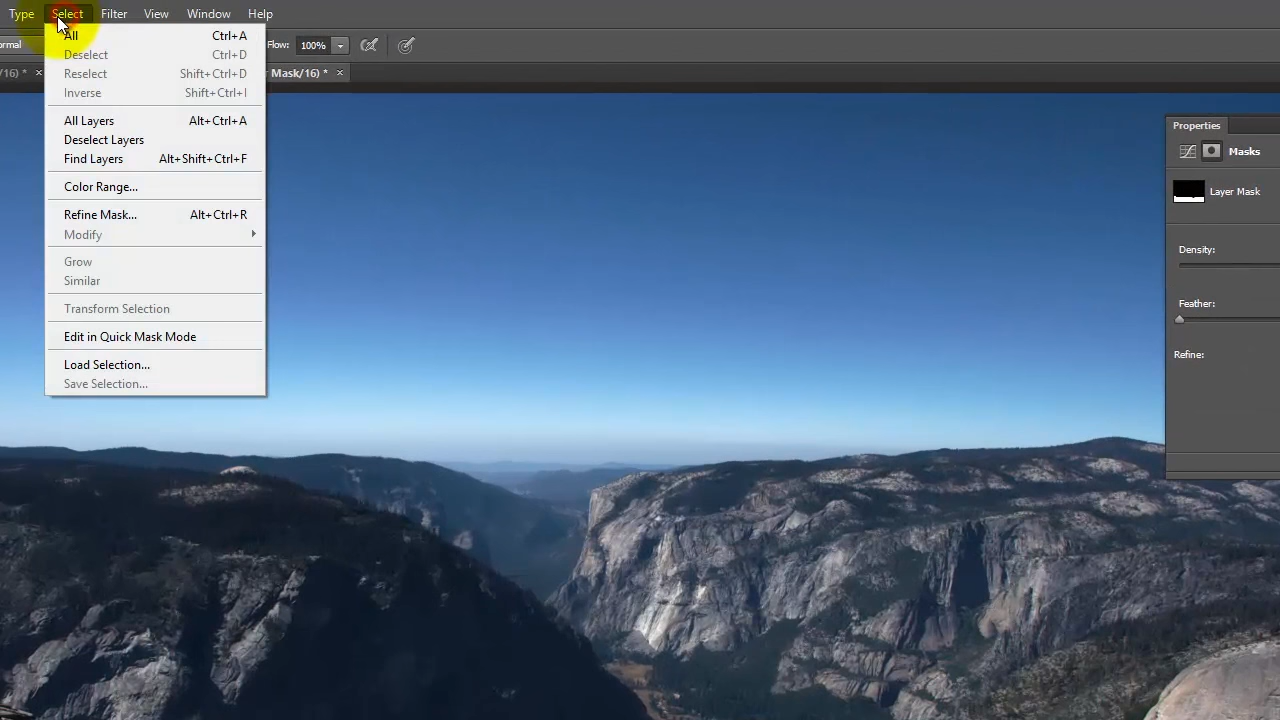 Type Select Filter View Window Help
ormal Flow: 100%
/16) * × Mask/16) * ×
All Ctrl+A
Deselect Ctrl+D
Reselect Shift+Ctrl+D
Inverse Shift+Ctrl+I
All Layers Alt+Ctrl+A
Deselect Layers
Find Layers Alt+Shift+Ctrl+F
Color Range...
Refine Mask... Alt+Ctrl+R
Modify
Grow
Similar
Transform Selection
Edit in Quick Mask Mode
Load Selection...
Save Selection...
Properties
Masks
Layer Mask
Density:
Feather:
Refine: